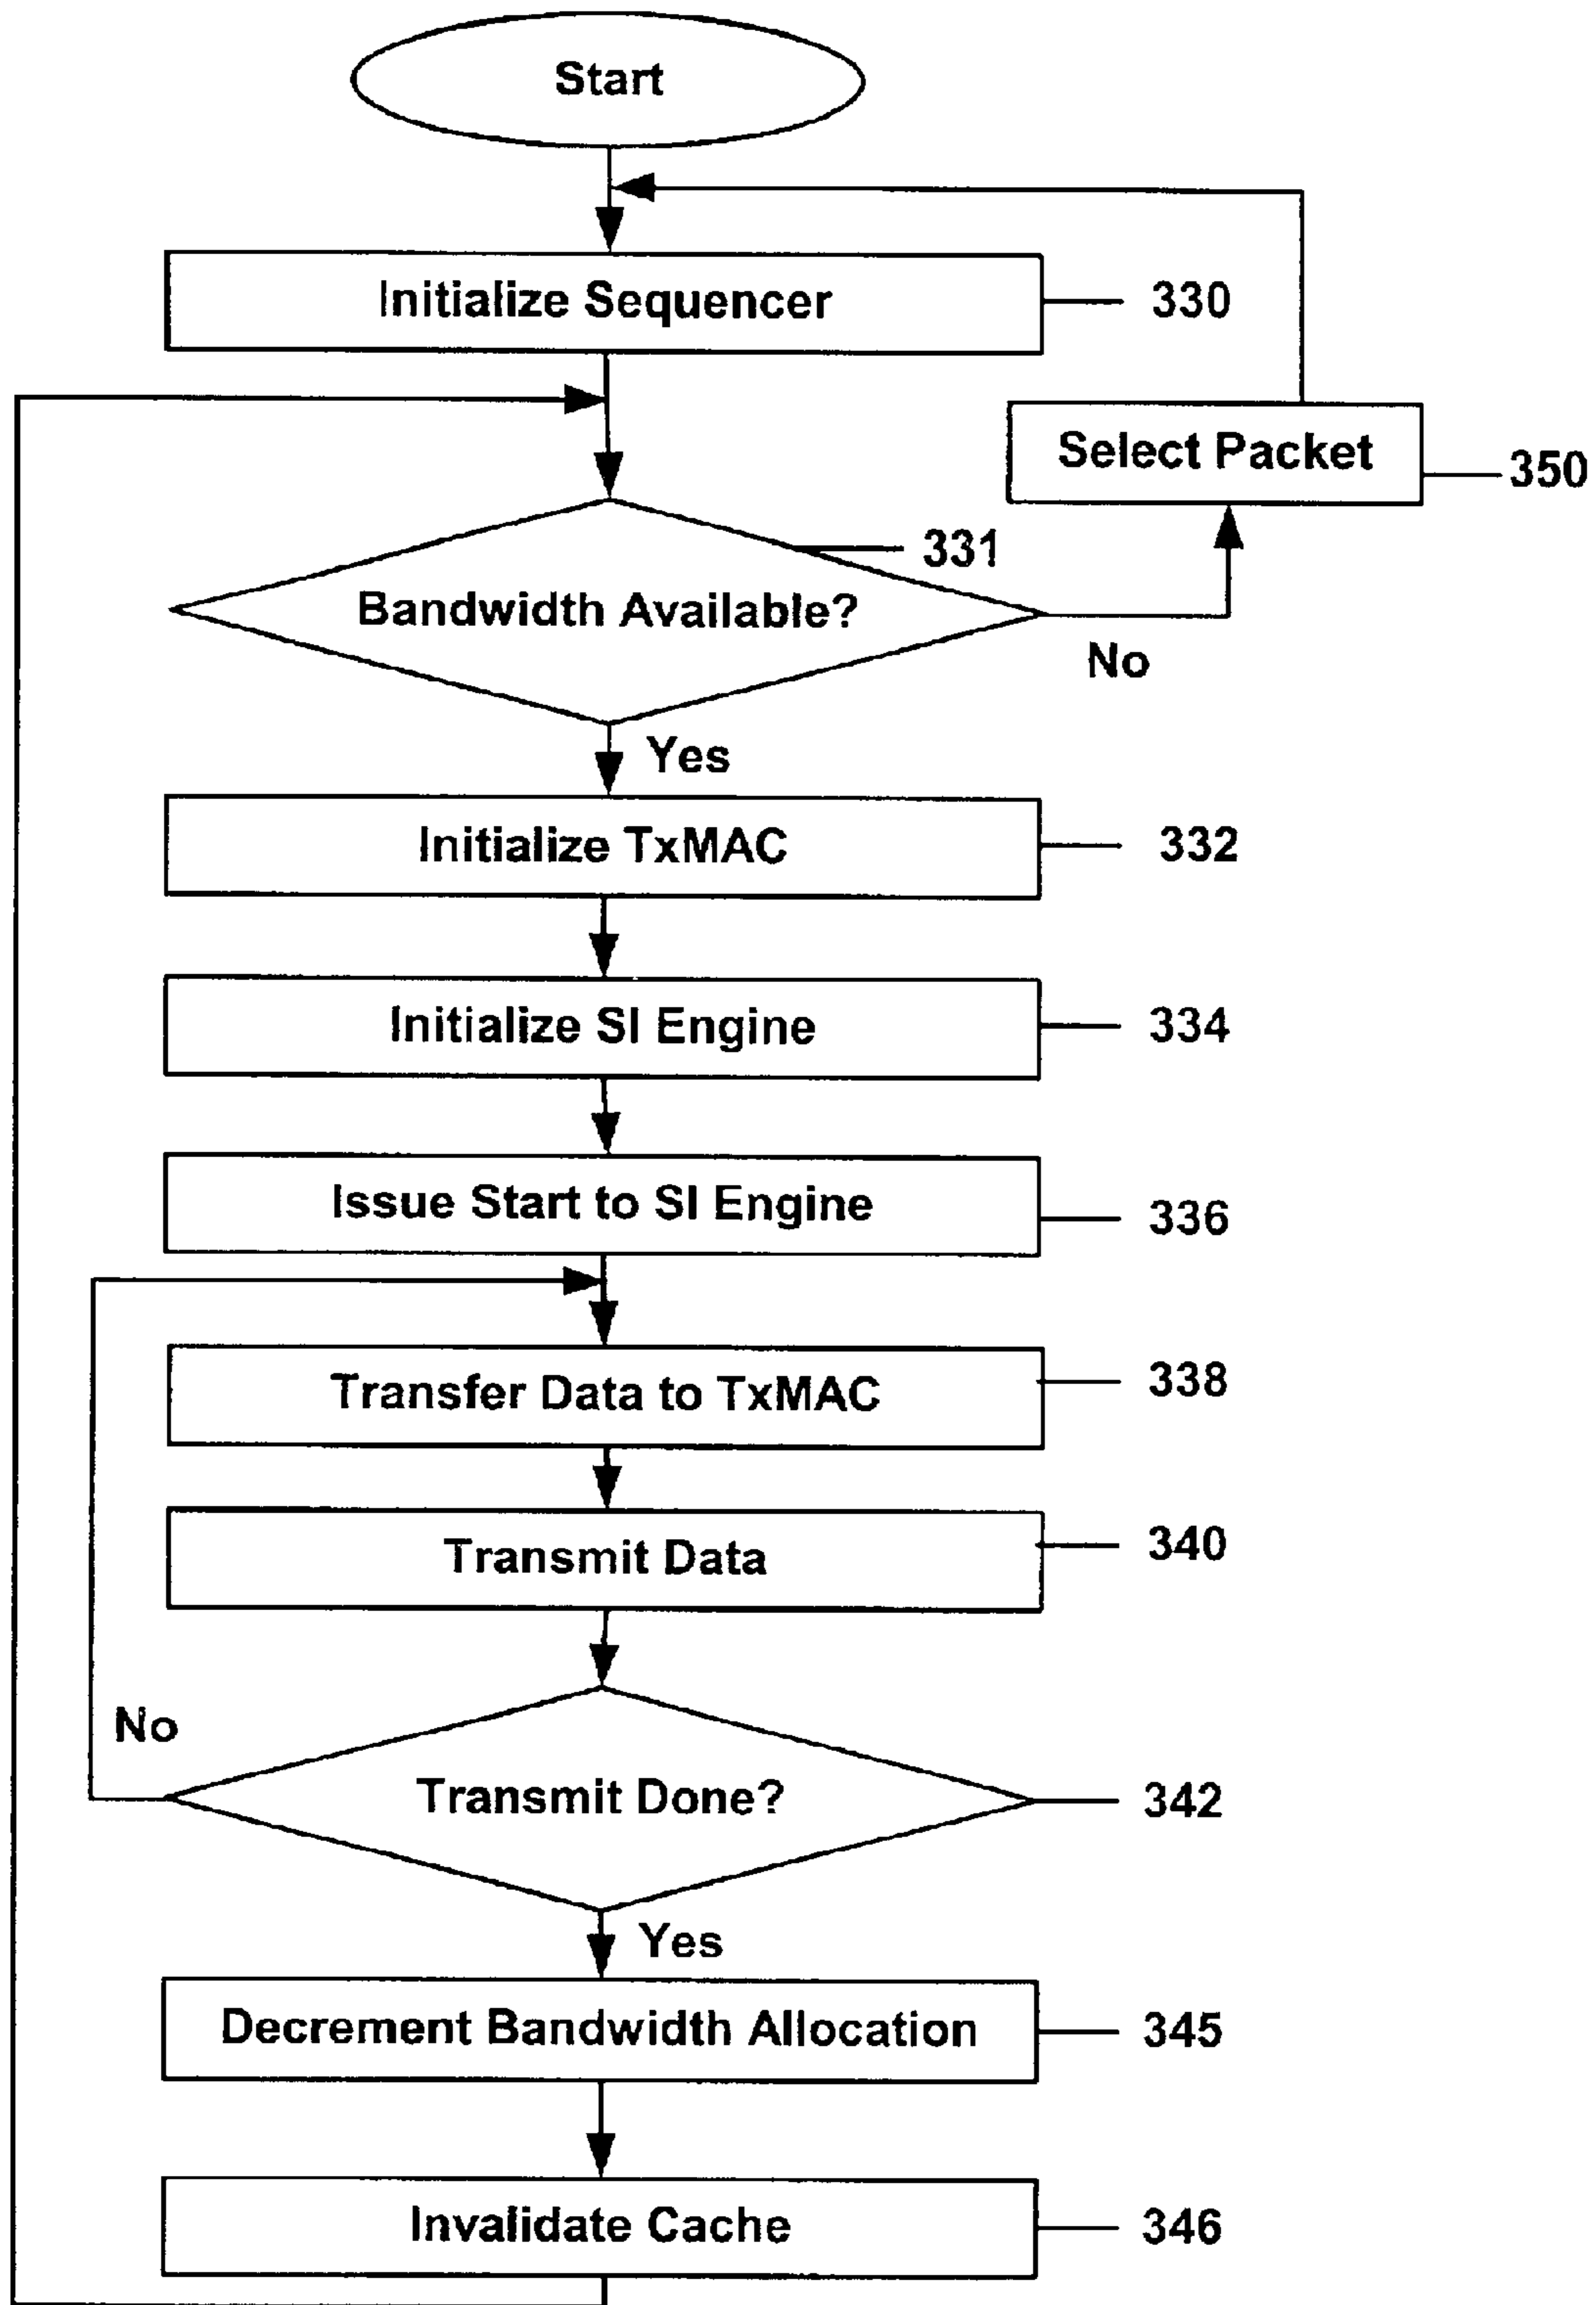 Start
Initialize Sequencer
330
Select Packet
350
331
Bandwidth Available?
No
Yes
Initialize TxMAC
332
Initialize SI Engine
334
Issue Start to SI Engine
336
Transfer Data to TxMAC
338
Transmit Data
340
No
Transmit Done?
342
Yes
Decrement Bandwidth Allocation
345
Invalidate Cache
346